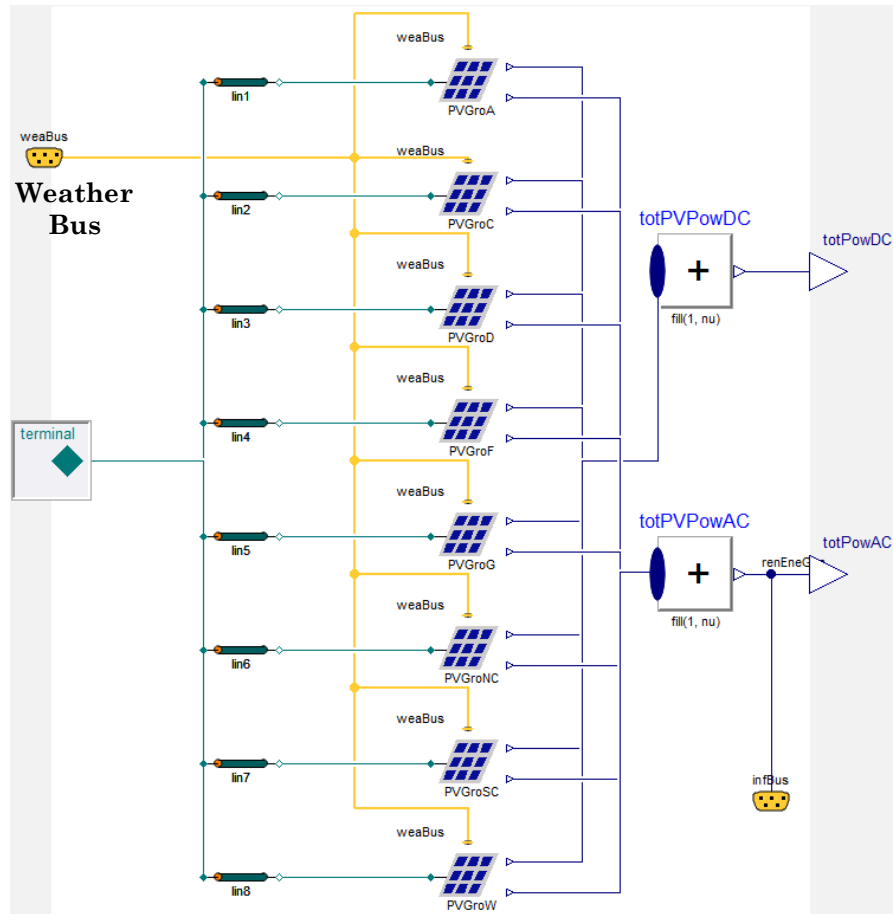 weaBus
lin1
PVGroA
weaBus
Weather
Bus
weaBus
lin2
PVGroC
totPVPowDC
totPowDC
fill(1, nu)
weaBus
lin3
PVGroD
weaBus
lin4
PVGroF
terminal
weaBus
lin5
PVGroG
totPVPowAC
totPowAC
fill(1, nu)
weaBus
lin6
PVGroNC
weaBus
lin7
PVGroSC
infBus
weaBus
lin8
PVGroW